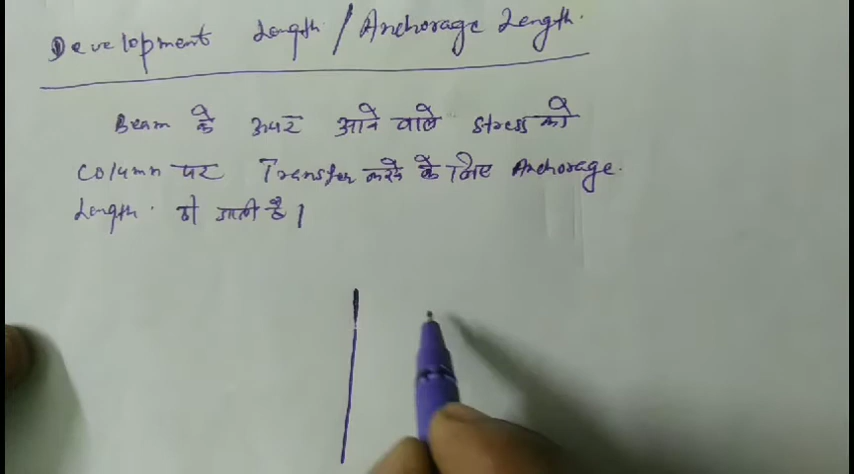 Development Length / Anchorage Length.
Beam के ऊपर आने वाले stress को
Column पर Transfer करने के लिए Anchorage
Length. दी जाती है।